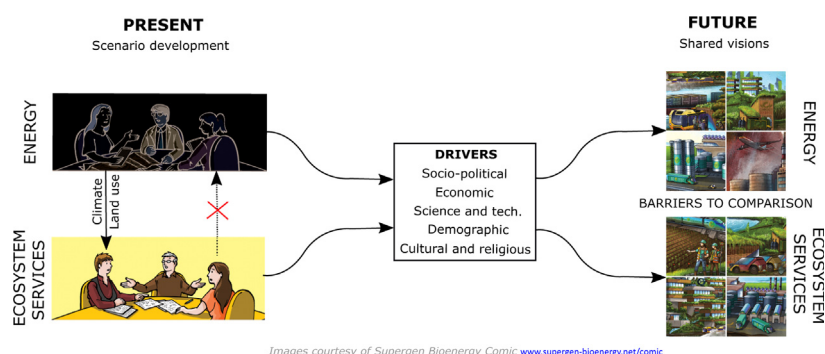 PRESENT
Scenario development
FUTURE
Shared visions
ENERGY
Climate
Land use
ECOSYSTEM
SERVICES
DRIVERS
Socio-political
Economic
Science and tech.
Demographic
Cultural and religious
ENERGY
BARRIERS TO COMPARISON
ECOSYSTEM
SERVICES
Images courtesy of Supergen Bioenergy Comic www.supergen-bioenergy.net/comic